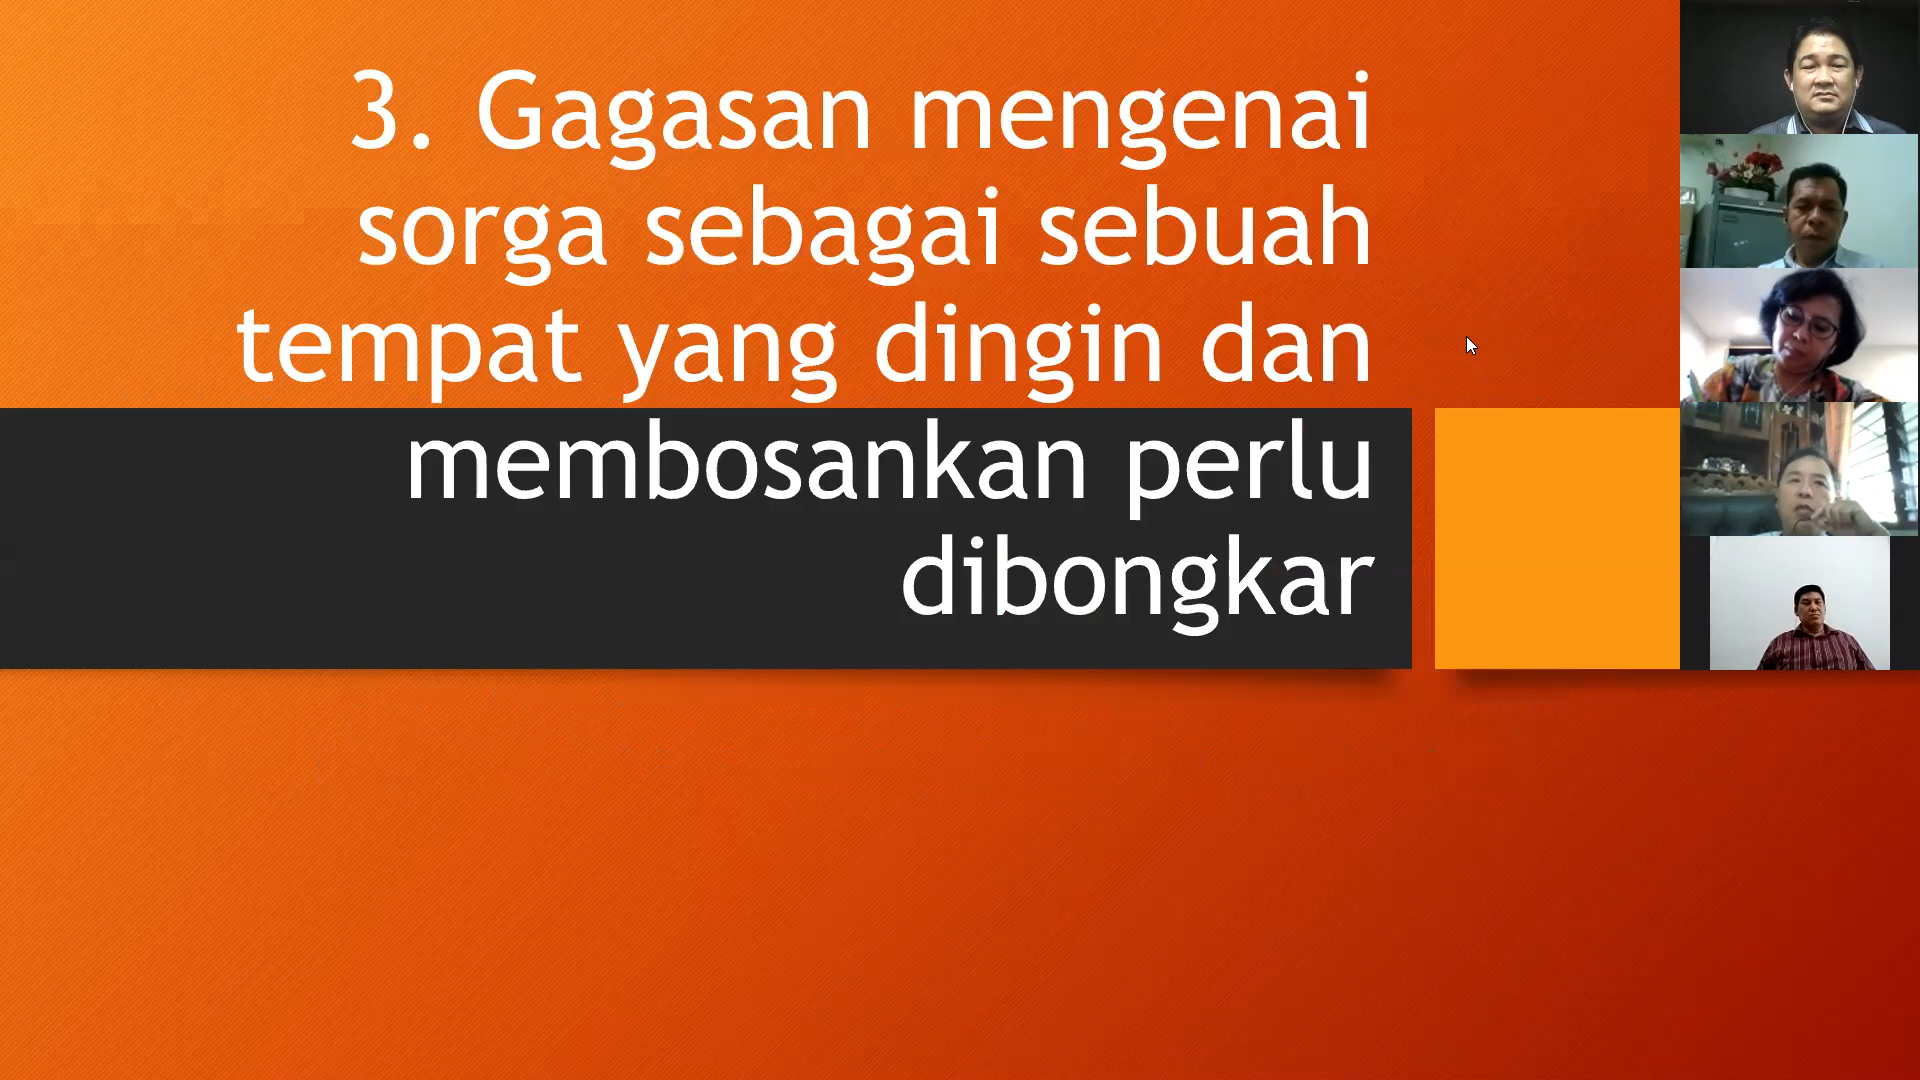 3. Gagasan mengenai
sorga sebagai sebuah
tempat yang dingin dan
membosankan perlu
dibongkar